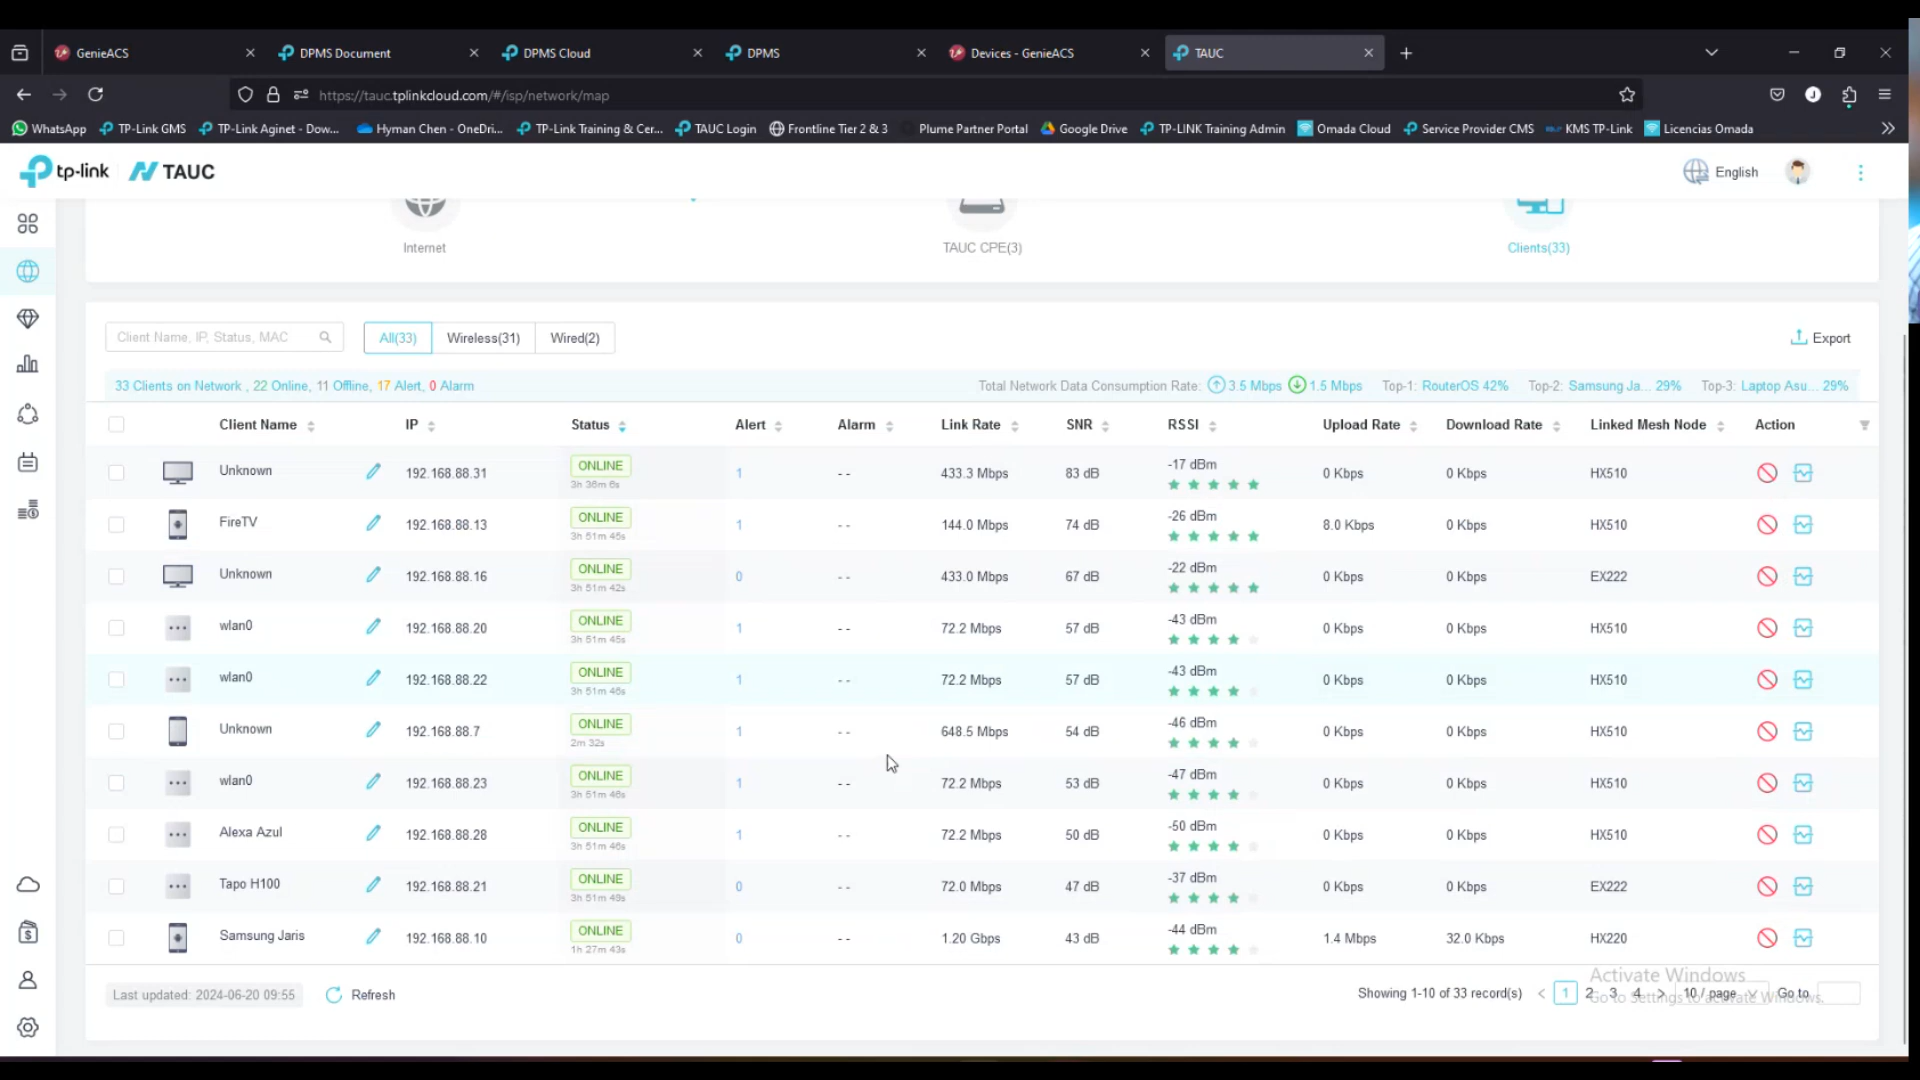 GenieACS
DPMS Document
DPMS Cloud
DPMS
Devices - GenieACS
TAUC
https://tauc.tplinkcloud.com/#/isp/network/map
WhatsApp
TP-Link GMS
TP-Link Aginet - Dow...
Hyman Chen - OneDri...
TP-Link Training & Cer...
TAUC Login
Frontline Tier 2 & 3
Plume Partner Portal
Google Drive
TP-LINK Training Admin
Omada Cloud
Service Provider CMS
KMS TP-Link
Licencias Omada
tp-link
TAUC
English
Internet
TAUC CPE(3)
Clients(33)
Client Name, IP, Status, MAC
All(33)
Wireless(31)
Wired(2)
Export
33 Clients on Network , 22 Online, 11 Offline, 17 Alert, 0 Alarm
Total Network Data Consumption Rate: 3.5 Mbps 1.5 Mbps Top-1: RouterOS 42% Top-2: Samsung Ja... 29% Top-3: Laptop Asu... 29%
Client Name IP Status Alert Alarm Link Rate SNR RSSI Upload Rate Download Rate Linked Mesh Node Action
Unknown 192.168.88.31 ONLINE 3h 36m 6s 1 - - 433.3 Mbps 83 dB -17 dBm 0 Kbps 0 Kbps HX510
FireTV 192.168.88.13 ONLINE 3h 51m 45s 1 - - 144.0 Mbps 74 dB -26 dBm 8.0 Kbps 0 Kbps HX510
Unknown 192.168.88.16 ONLINE 3h 51m 42s 0 - - 433.0 Mbps 67 dB -22 dBm 0 Kbps 0 Kbps EX222
wlan0 192.168.88.20 ONLINE 3h 51m 45s 1 - - 72.2 Mbps 57 dB -43 dBm 0 Kbps 0 Kbps HX510
wlan0 192.168.88.22 ONLINE 3h 51m 46s 1 - - 72.2 Mbps 57 dB -43 dBm 0 Kbps 0 Kbps HX510
Unknown 192.168.88.7 ONLINE 2m 32s 1 - - 648.5 Mbps 54 dB -46 dBm 0 Kbps 0 Kbps HX510
wlan0 192.168.88.23 ONLINE 3h 51m 46s 1 - - 72.2 Mbps 53 dB -47 dBm 0 Kbps 0 Kbps HX510
Alexa Azul 192.168.88.28 ONLINE 3h 51m 46s 1 - - 72.2 Mbps 50 dB -50 dBm 0 Kbps 0 Kbps HX510
Tapo H100 192.168.88.21 ONLINE 3h 51m 49s 0 - - 72.0 Mbps 47 dB -37 dBm 0 Kbps 0 Kbps EX222
Samsung Jaris 192.168.88.10 ONLINE 1h 27m 43s 0 - - 1.20 Gbps 43 dB -44 dBm 1.4 Mbps 32.0 Kbps HX220
Activate Windows
Go to Settings to activate Windows.
Last updated: 2024-06-20 09:55
Refresh
Showing 1-10 of 33 record(s) < 1 2 3 4 > 10 / page Go to